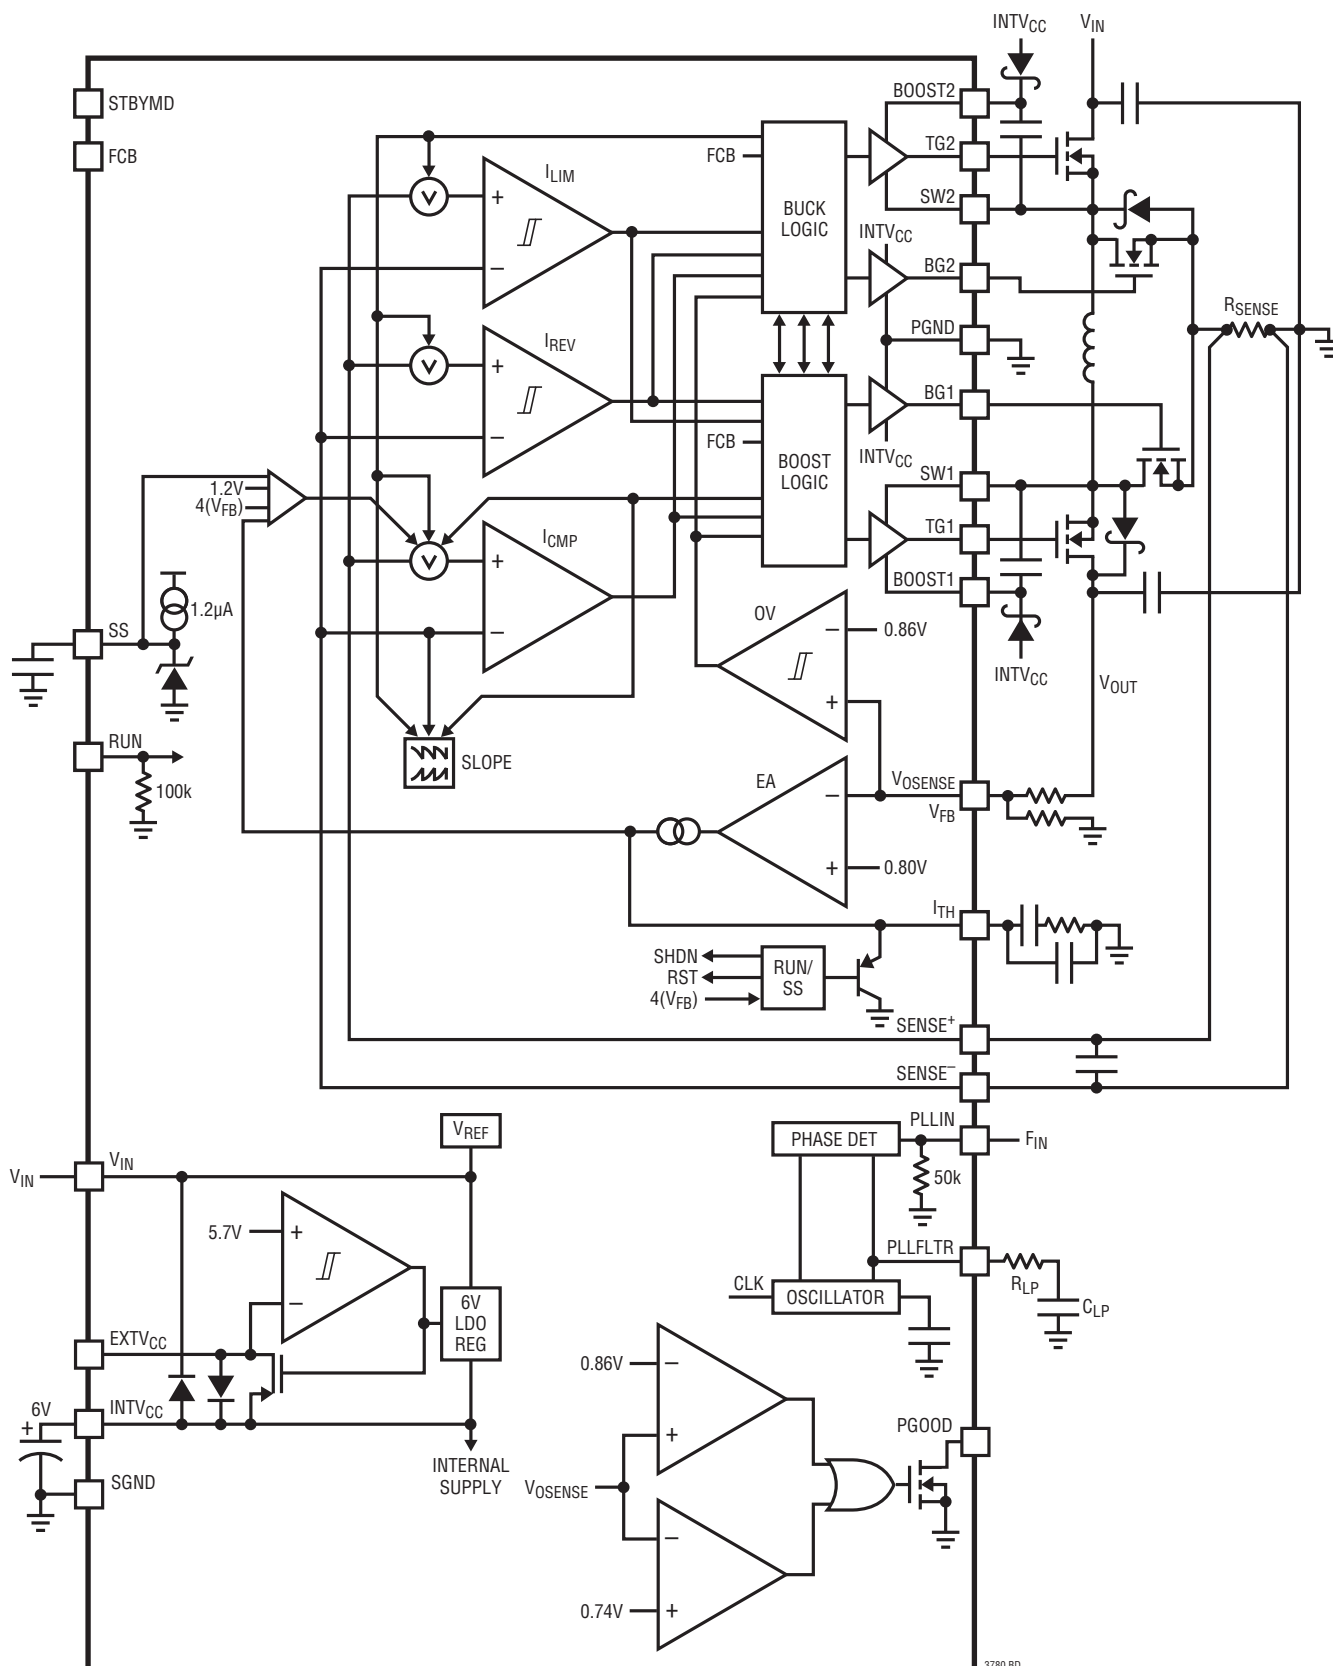 INTVCC VIN
STBYMD
BOOST2
FCB
FCB
TG2
ILIM
SW2
BUCK
LOGIC
INTVCC
BG2
RSENSE
PGND
IREV
BG1
FCB
INTVCC
BOOST
LOGIC
SW1
1.2V
4(VFB)
ICMP
TG1
BOOST1
1.2µA
SS
OV
0.86V
INTVCC
VOUT
RUN
SLOPE
100k
EA
VOSENSE
VFB
0.80V
ITH
SHDN
RST
4(VFB)
RUN/
SS
SENSE+
SENSE–
PLLIN
VREF
PHASE DET
FIN
VIN
VIN
50k
5.7V
PLLFLTR
CLK
OSCILLATOR
RLP
CLP
6V
LDO
REG
EXTVCC
0.86V
6V
INTVCC
PGOOD
INTERNAL
SUPPLY
SGND
VOSENSE
0.74V
3780 BD